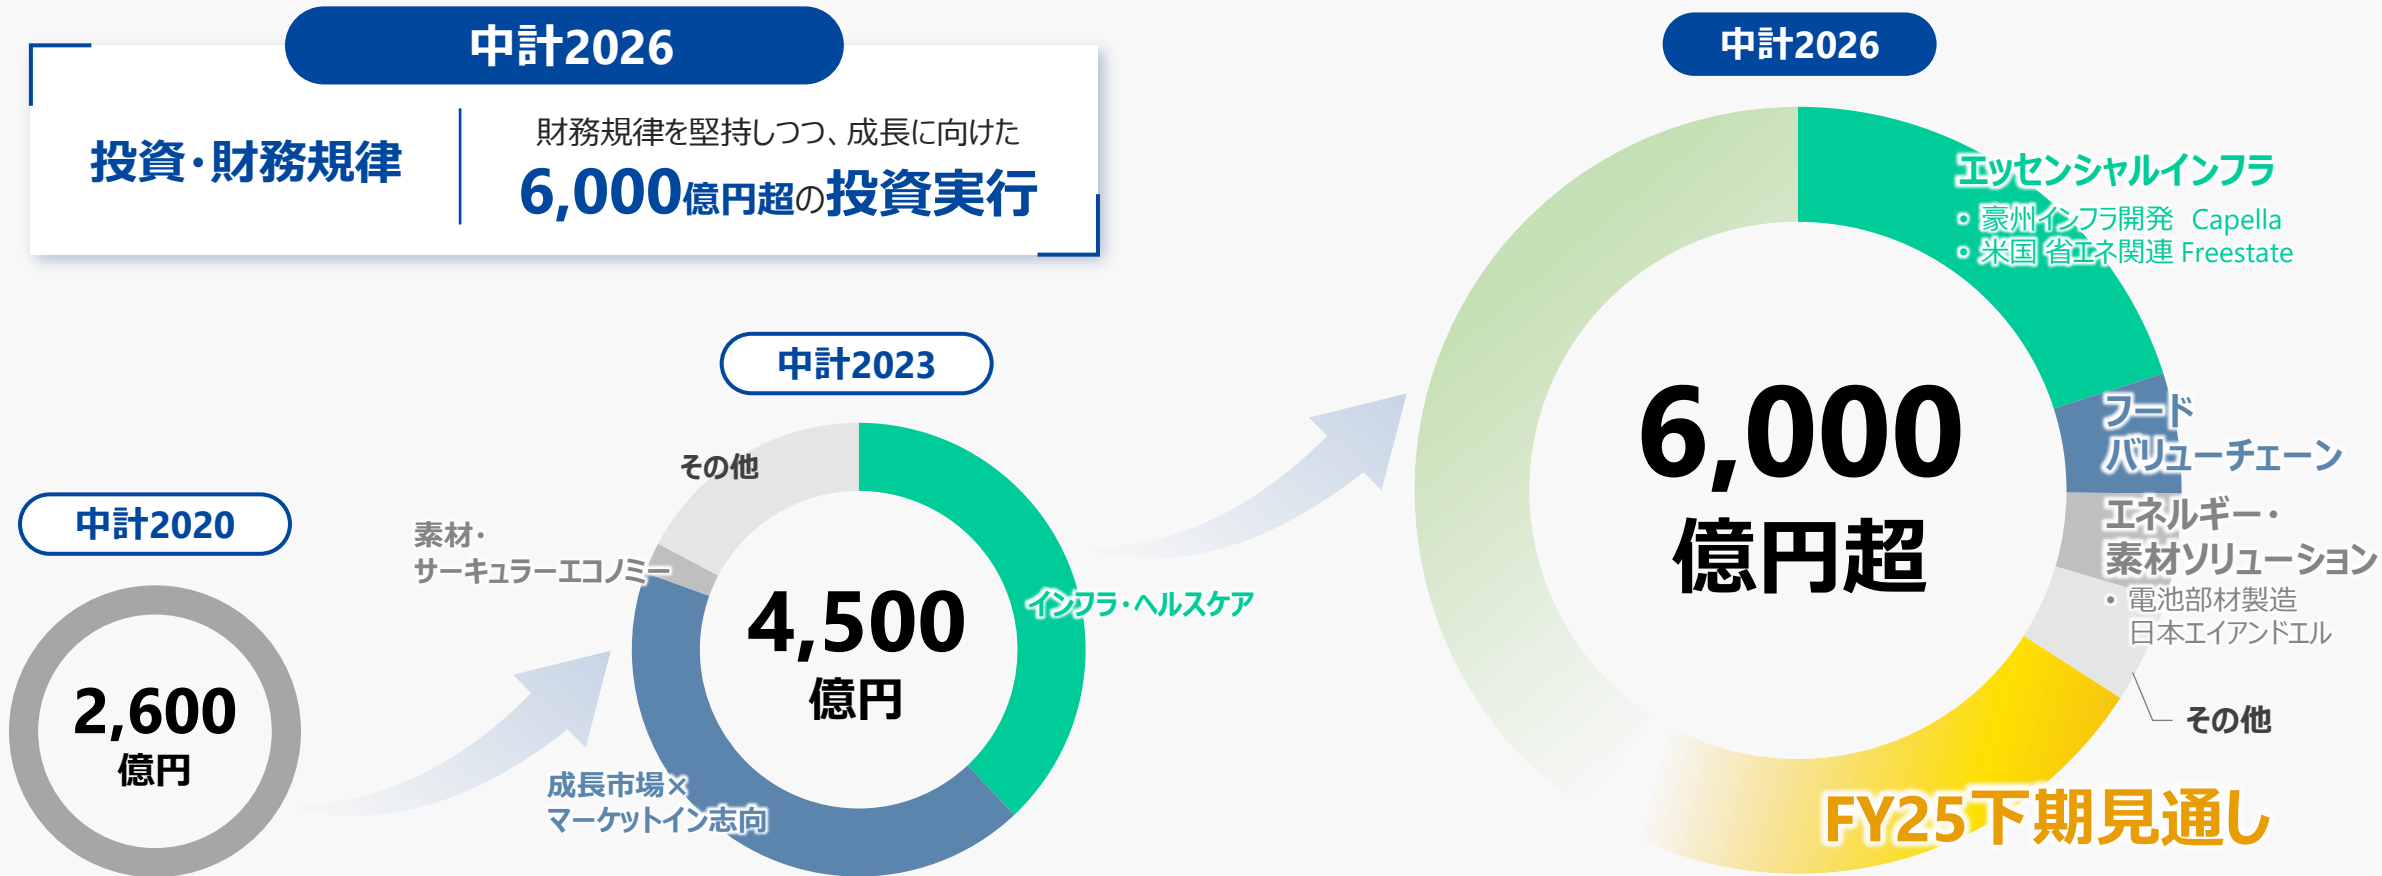 中計2026
投資・財務規律
財務規律を堅持しつつ、成長に向けた
6,000億円超の投資実行
中計2020
2,600
億円
中計2023
その他
素材・
サーキュラーエコノミー
インフラ・ヘルスケア
成長市場×
マーケットイン志向
4,500
億円
中計2026
エッセンシャルインフラ
・豪州インフラ開発 Capella
・米国 省エネ関連 Freestate
フード
バリューチェーン
エネルギー・
素材ソリューション
・電池部材製造
日本エイアンドエル
その他
FY25下期見通し
6,000
億円超